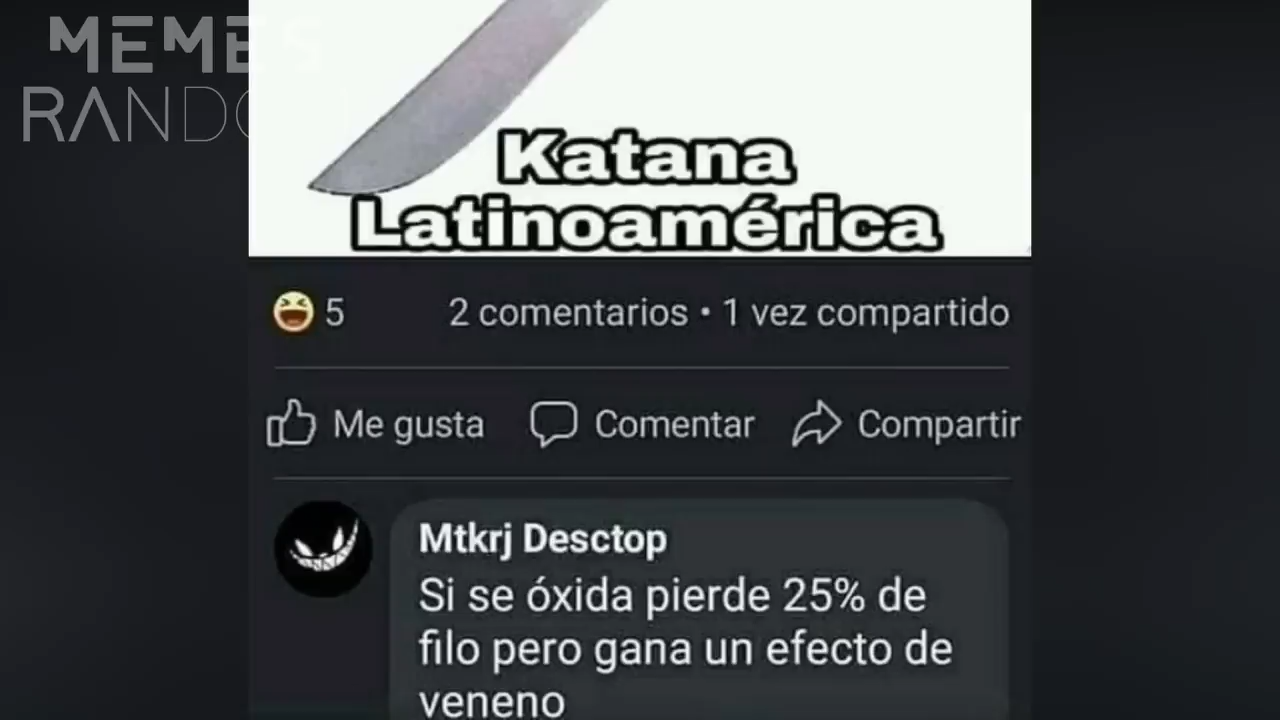 MEMES
RANDO
Katana
Latinoamérica
5 2 comentarios • 1 vez compartido
Me gusta Comentar Compartir
Mtkrj Desctop
Si se óxida pierde 25% de
filo pero gana un efecto de
veneno